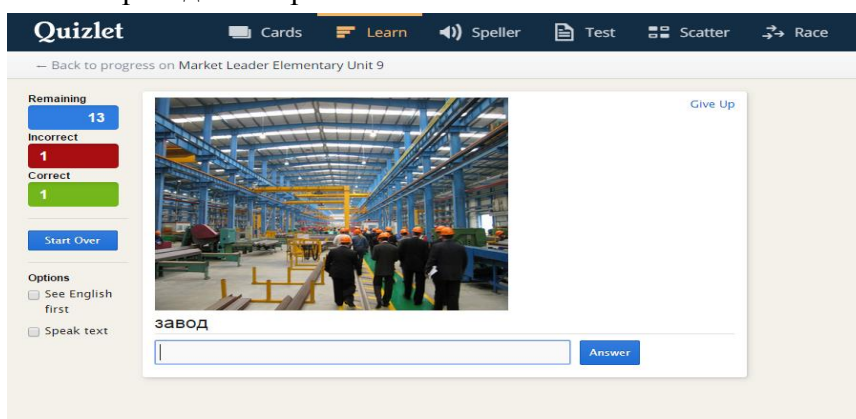 Quizlet
Cards Learn Speller Test Scatter Race
← Back to progress on Market Leader Elementary Unit 9
Remaining
13
Incorrect
1
Correct
1
Start Over
Options
See English
first
Speak text
Give Up
завод
Answer